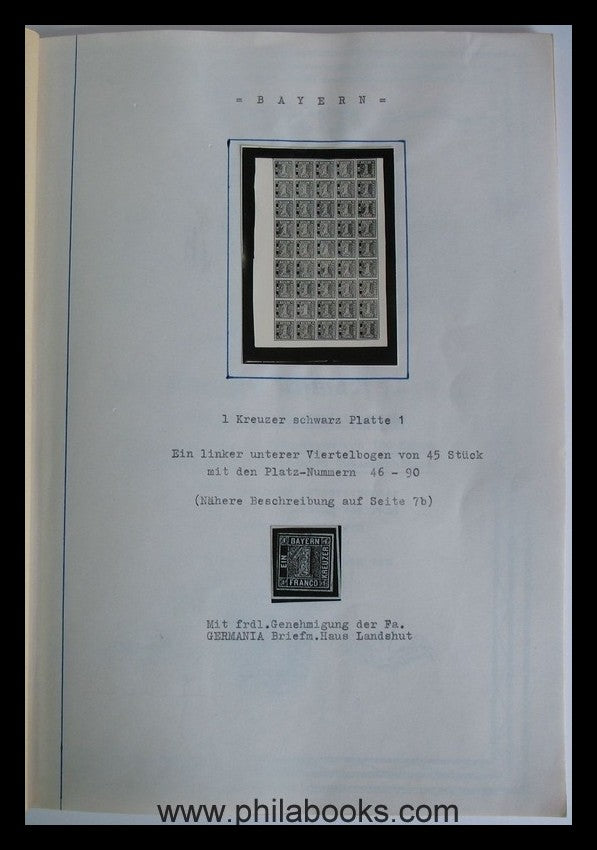 = B A Y E R N =
1 Kreuzer schwarz Platte 1
Ein linker unterer Viertelbogen von 45 Stück
mit den Platz-Nummern 46 - 90
(Nähere Beschreibung auf Seite 7b)
BAYERN
EIN
1
KREUZER
FRANCO
Mit frdl.Genehmigung der Fa.
GERMANIA Briefm.Haus Landshut
www.philabooks.com